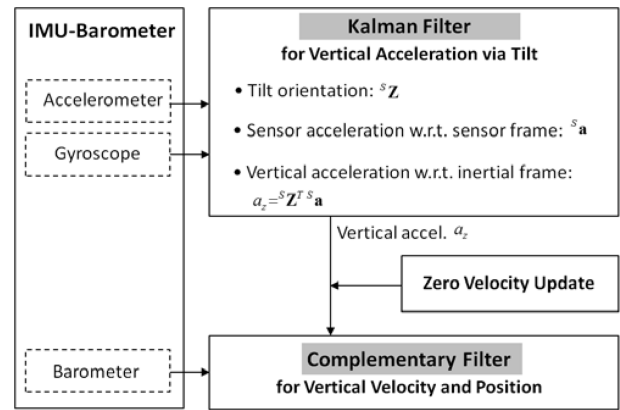 IMU-Barometer
Accelerometer
Gyroscope
Barometer
Kalman Filter
for Vertical Acceleration via Tilt
• Tilt orientation: ˢZ
• Sensor acceleration w.r.t. sensor frame: ˢa
• Vertical acceleration w.r.t. inertial frame:
a_z=ˢZᵀ ˢa
Vertical accel. a_z
Zero Velocity Update
Complementary Filter
for Vertical Velocity and Position